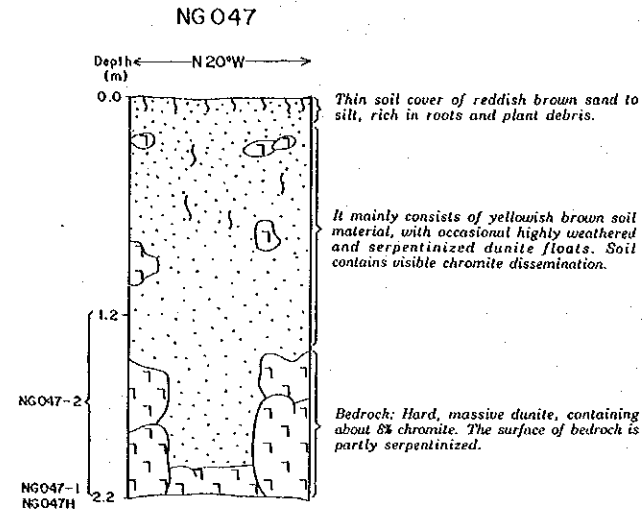 NG047
Depth
(m)
N20°W
0.0
Thin soil cover of reddish brown sand to
silt, rich in roots and plant debris.
It mainly consists of yellowish brown soil
material, with occasional highly weathered
and serpentinized dunite floats. Soil
contains visible chromite dissemination.
1.2
NG047-2
Bedrock: Hard, massive dunite, containing
about 8% chromite. The surface of bedrock is
partly serpentinized.
NG047-1
NG047H
2.2